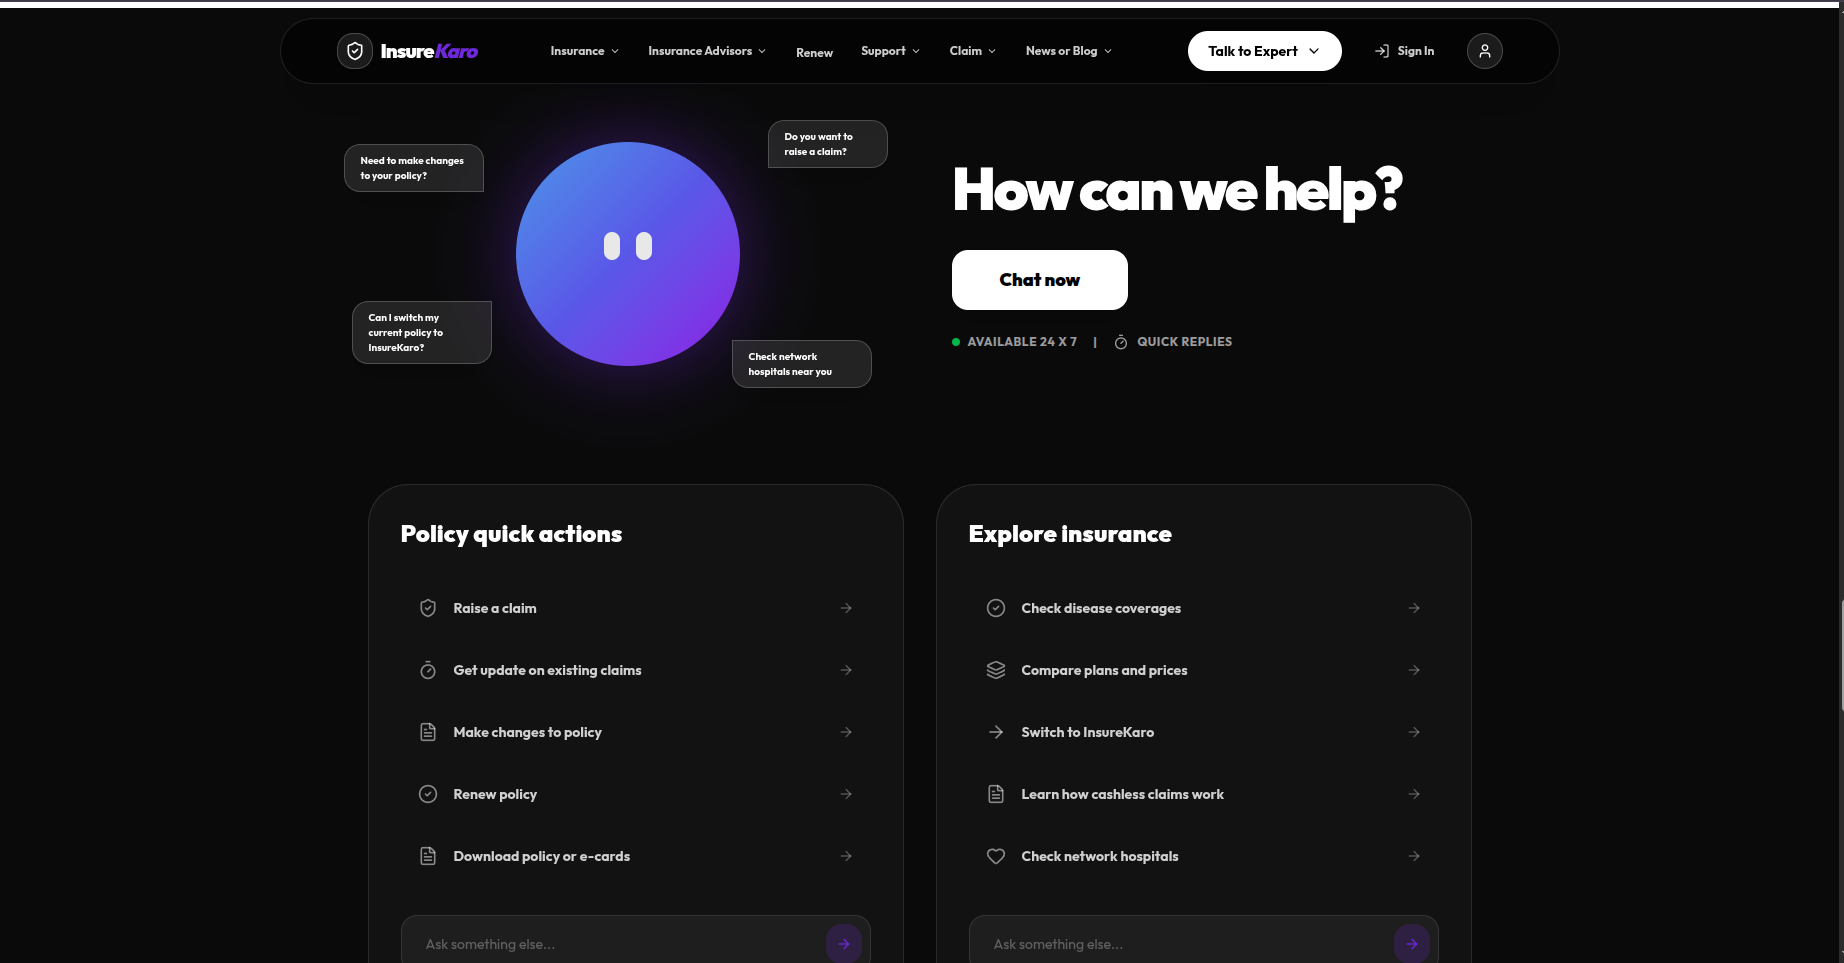 InsureKaro
Insurance
Insurance Advisors
Renew
Support
Claim
News or Blog
Talk to Expert
Sign In
Need to make changes
to your policy?
Do you want to
raise a claim?
Can I switch my
current policy to
InsureKaro?
Check network
hospitals near you
How can we help?
Chat now
AVAILABLE 24 X 7 | QUICK REPLIES
Policy quick actions
Raise a claim
Get update on existing claims
Make changes to policy
Renew policy
Download policy or e-cards
Ask something else...
Explore insurance
Check disease coverages
Compare plans and prices
Switch to InsureKaro
Learn how cashless claims work
Check network hospitals
Ask something else...